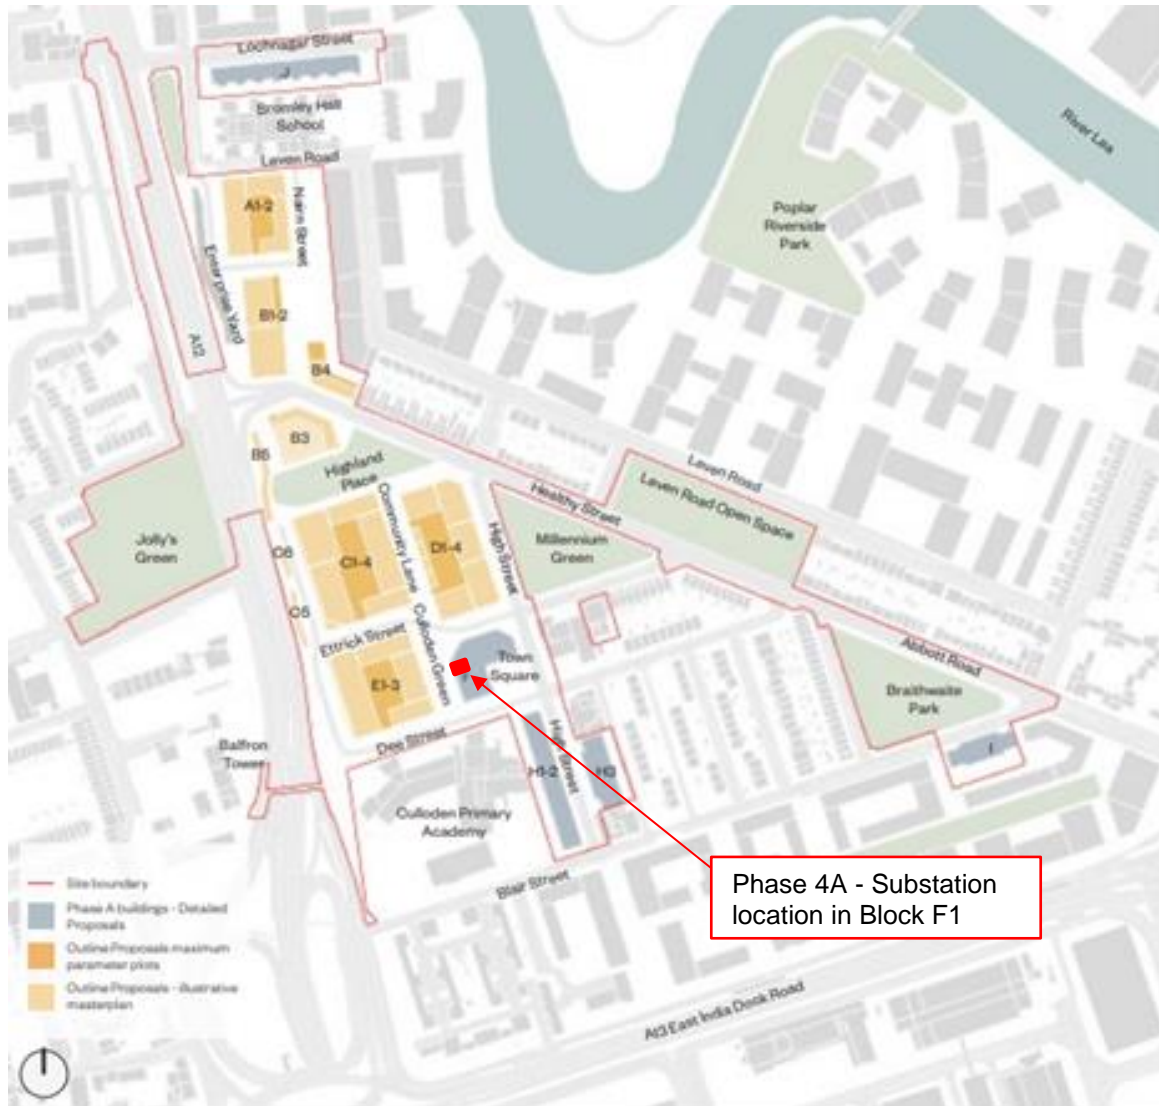 Lochnagar Street
J
Bromley Hall
School
Leven Road
River Lea
A1-2
Nairn Street
Poplar
Riverside
Park
Enterprise Yard
B1-2
A12
B4
B3
B5
Highland
Place
Leven Road
Leven Road Open Space
Healthy Street
Community Lane
High Street
Jolly's
Green
C6
C1-4
D1-4
Millennium
Green
C5
Culloden Green
Ettrick Street
Town
Square
Abbott Road
E1-3
Braithwaite
Park
Dee Street
Balfron
Tower
High Street
H1-2
H3
I
Culloden Primary
Academy
Blair Street
Phase 4A - Substation
location in Block F1
Site boundary
Phase A buildings - Detailed
Proposals
Outline Proposals maximum
parameter plots
Outline Proposals - illustrative
masterplan
A13 East India Dock Road